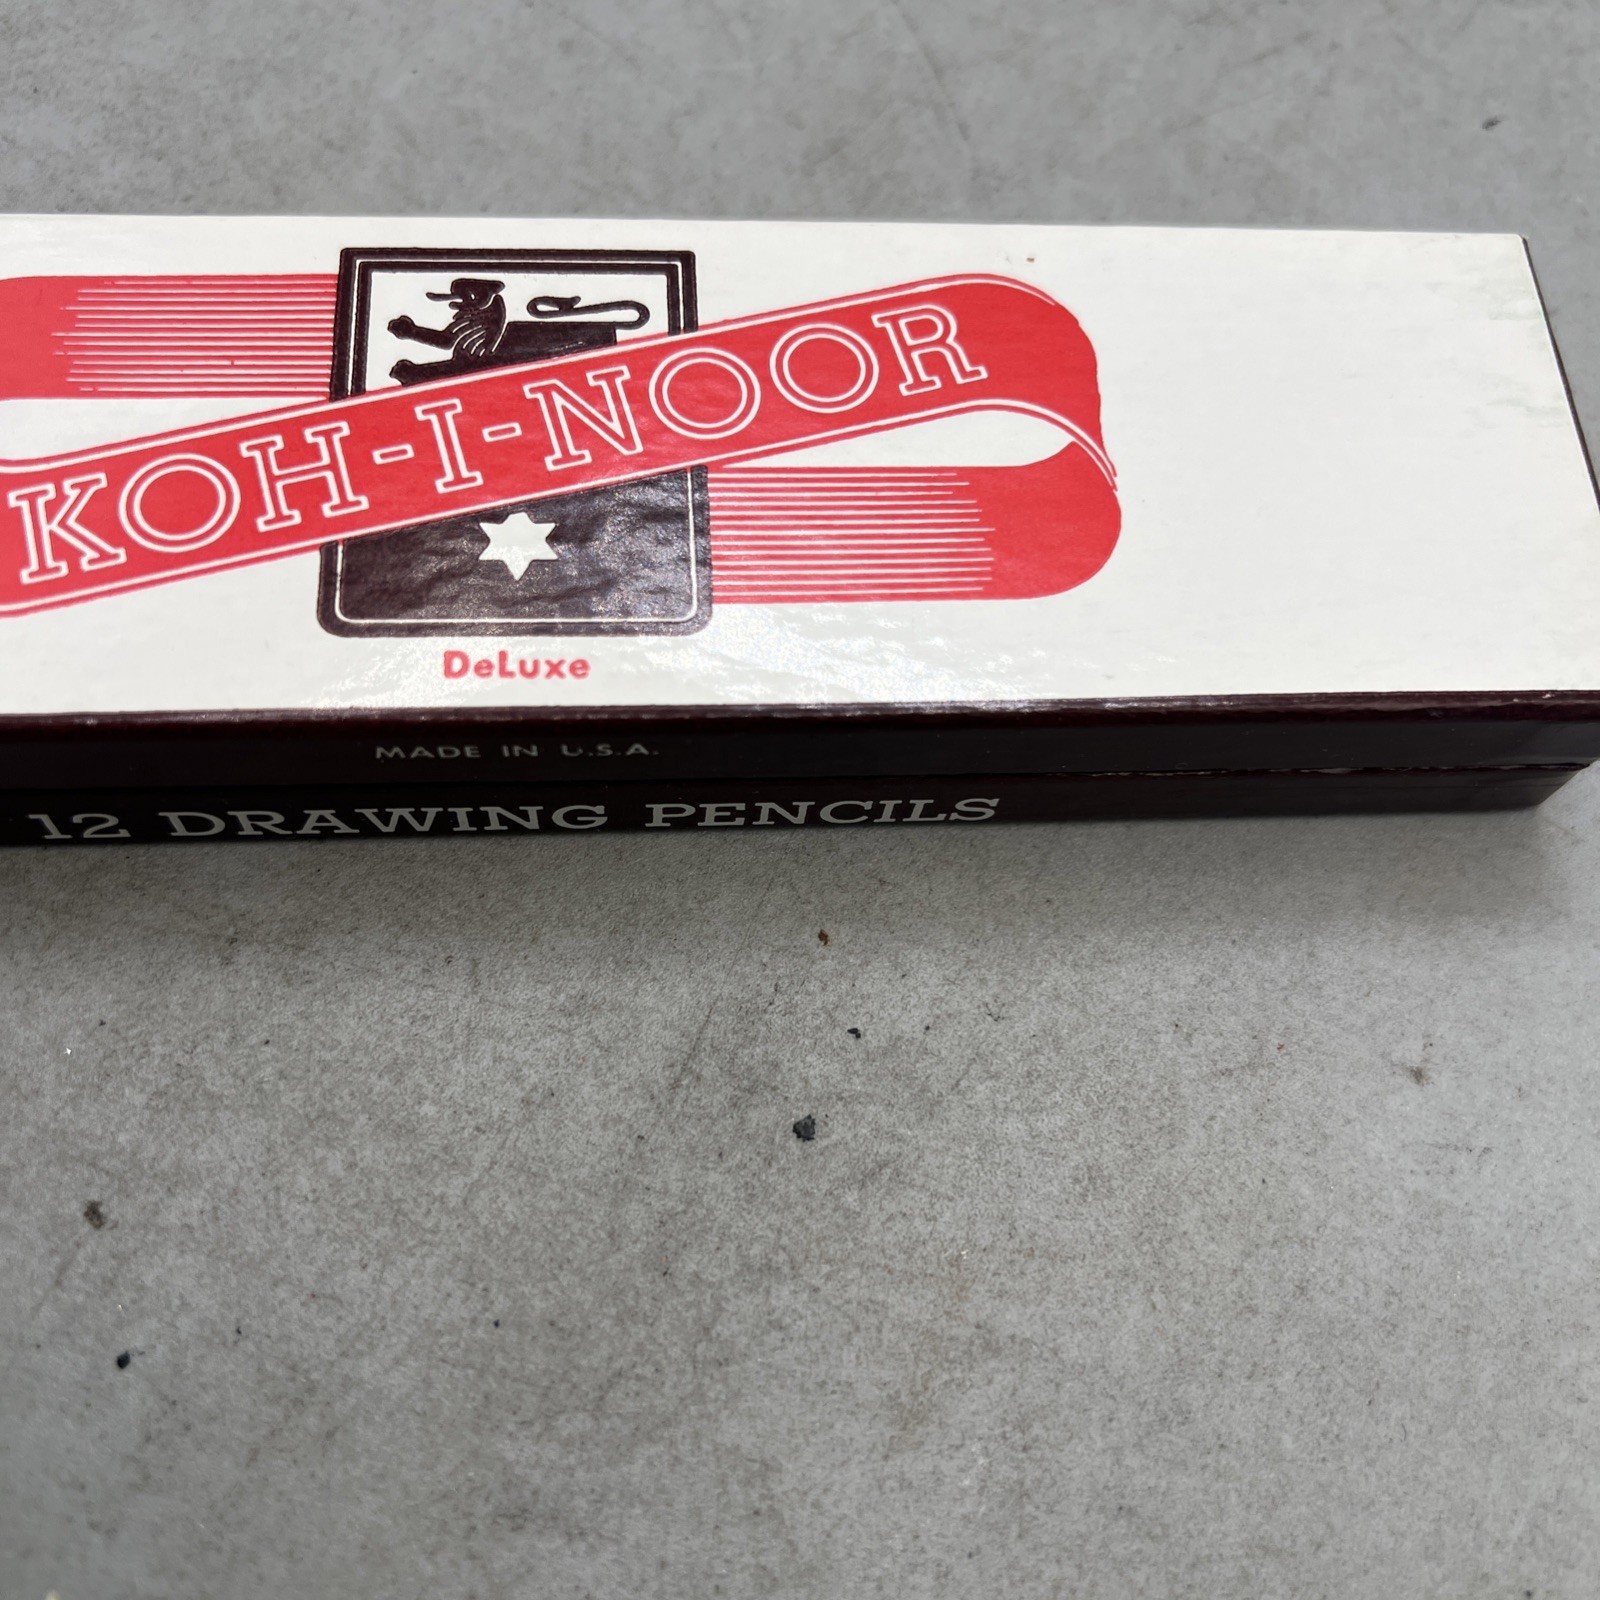 KOH-I-NOOR
DeLuxe
MADE IN U.S.A.
12 DRAWING PENCILS